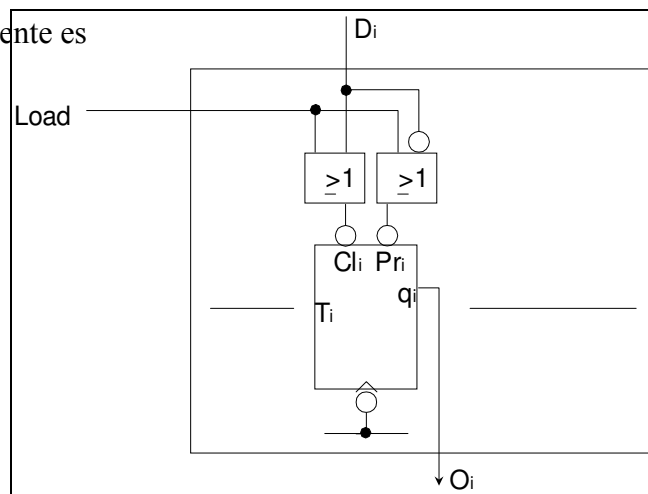 ente es
Di
Load
≥1 ≥1
Cli Pri
qi
Ti
Oi